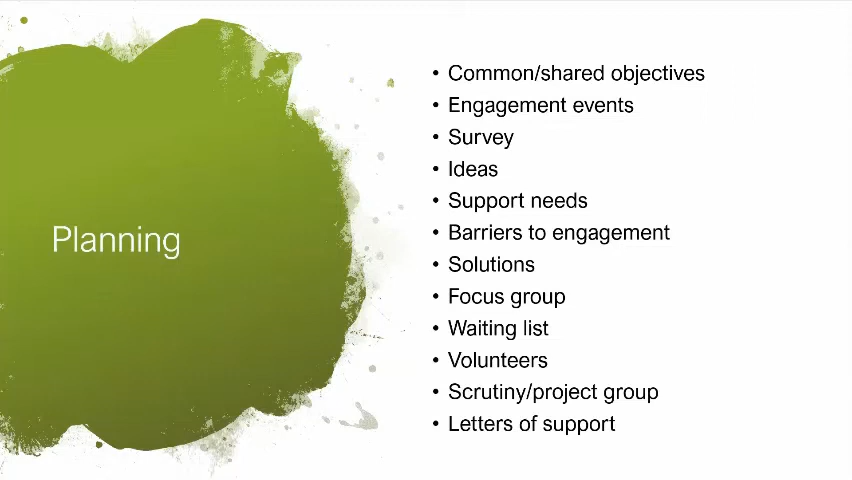 Planning
• Common/shared objectives
• Engagement events
• Survey
• Ideas
• Support needs
• Barriers to engagement
• Solutions
• Focus group
• Waiting list
• Volunteers
• Scrutiny/project group
• Letters of support